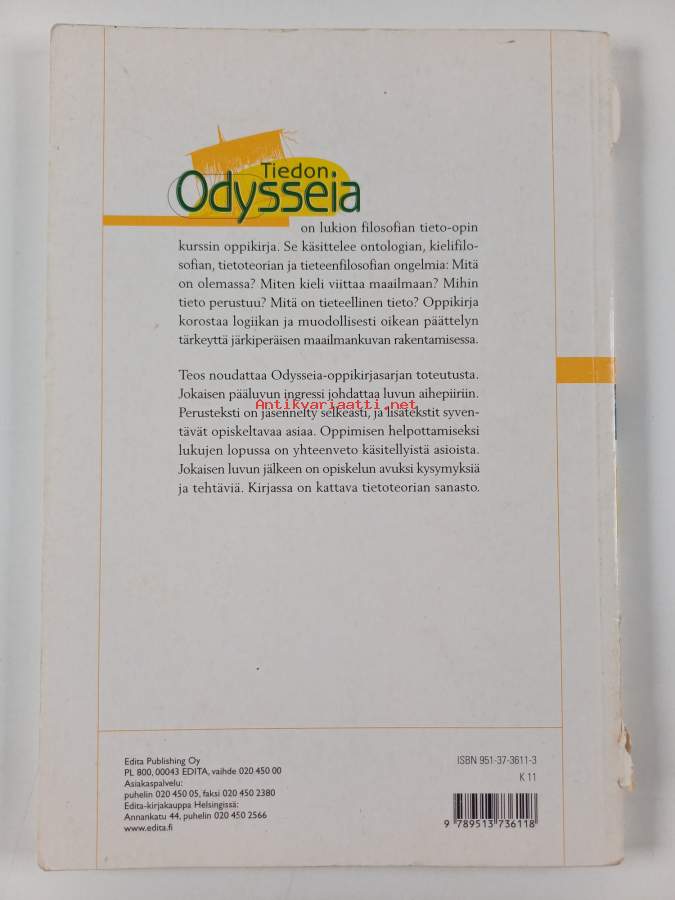 Tiedon
Odysseia
on lukion filosofian tieto-opin
kurssin oppikirja. Se käsittelee ontologian, kielifilo-
sofian, tietoteorian ja tieteenfilosofian ongelmia: Mitä
on olemassa? Miten kieli viittaa maailmaan? Mihin
tieto perustuu? Mitä on tieteellinen tieto? Oppikirja
korostaa logiikan ja muodollisesti oikean päättelyn
tärkeyttä järkiperäisen maailmankuvan rakentamisessa.
Teos noudattaa Odysseia-oppikirjasarjan toteutusta.
Jokaisen pääluvun ingressi johdattaa luvun aihepiiriin.
Antikvariaatti.net
Perusteksti on jäsennelty selkeästi, ja lisätekstit syven-
tävät opiskeltavaa asiaa. Oppimisen helpottamiseksi
lukujen lopussa on yhteenveto käsitellyistä asioista.
Jokaisen luvun jälkeen on opiskelun avuksi kysymyksiä
ja tehtäviä. Kirjassa on kattava tietoteorian sanasto.
Edita Publishing Oy
PL 800, 00043 EDITA, vaihde 020 450 00
Asiakaspalvelu:
puhelin 020 450 05, faksi 020 450 2380
Edita-kirjakauppa Helsingissä:
Annankatu 44, puhelin 020 450 2566
www.edita.fi
ISBN 951-37-3611-3
K 11
9 789513 736118